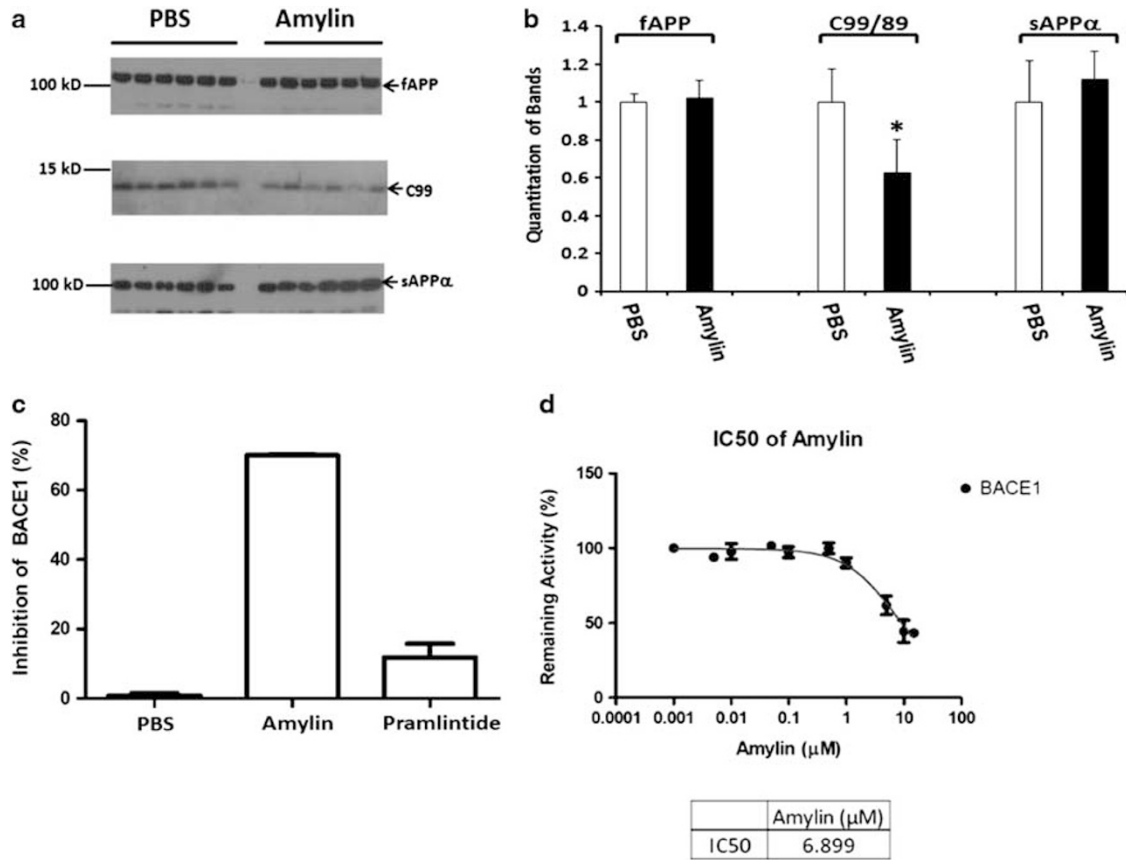 a
PBS Amylin
100 kD
fAPP
15 kD
C99
100 kD
sAPPα
b
fAPP C99/89 sAPPα
Quantitation of Bands
1.4
1.2
1
0.8
0.6
0.4
0.2
0
*
PBS Amylin PBS Amylin PBS Amylin
c
Inhibition of BACE1 (%)
80
60
40
20
0
PBS Amylin Pramlintide
d
IC50 of Amylin
BACE1
Remaining Activity (%)
150
100
50
0
0.0001 0.001 0.01 0.1 1 10 100
Amylin (μM)
Amylin (μM)
IC50 6.899